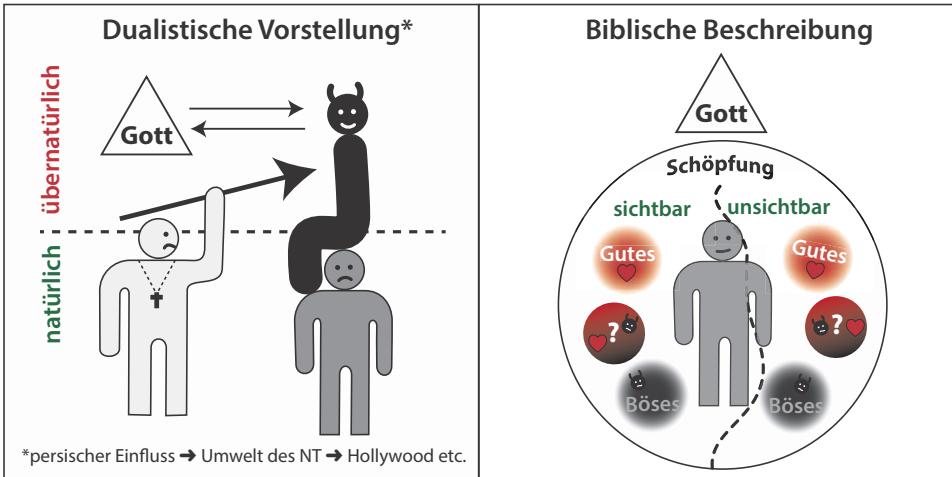 Dualistische Vorstellung*
übernatürlich
natürlich
Gott
*persischer Einfluss ➔ Umwelt des NT ➔ Hollywood etc.
Biblische Beschreibung
Gott
Schöpfung
sichtbar
unsichtbar
Gutes
Gutes
?
?
Böses
Böses